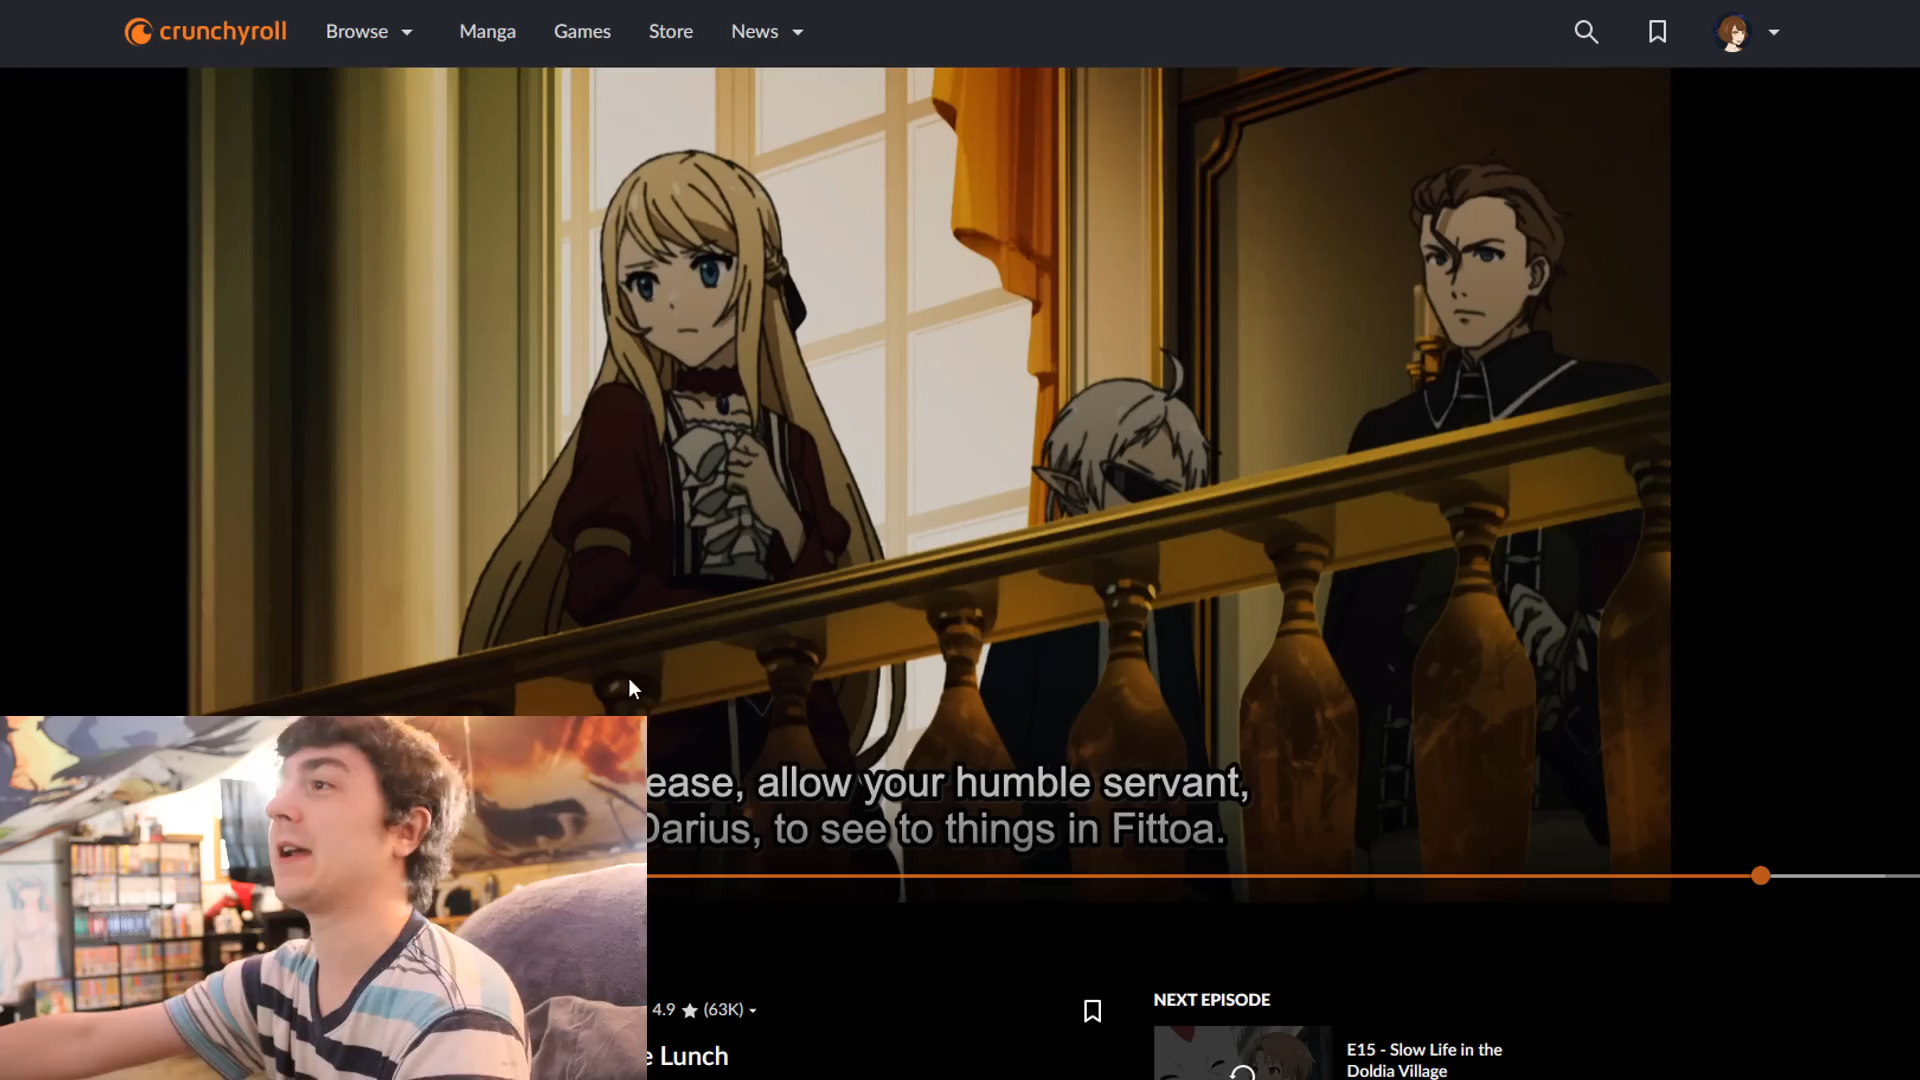 crunchyroll
Browse
Manga
Games
Store
News
ease, allow your humble servant,
Darius, to see to things in Fittoa.
4.9 ★ (63K)
e Lunch
NEXT EPISODE
E15 - Slow Life in the
Doldia Village